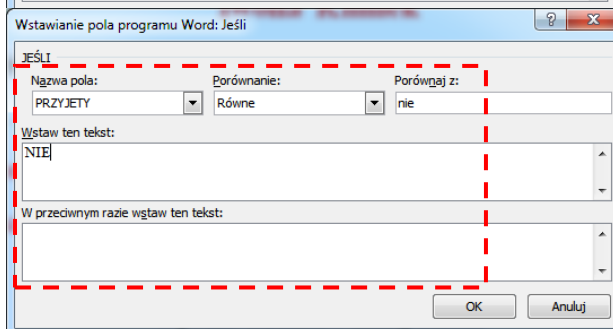 Wstawianie pola programu Word: Jeśli
JEŚLI
Nazwa pola: Porównanie: Porównaj z:
PRZYJETY Równe nie
Wstaw ten tekst:
NIE
W przeciwnym razie wstaw ten tekst:
OK Anuluj